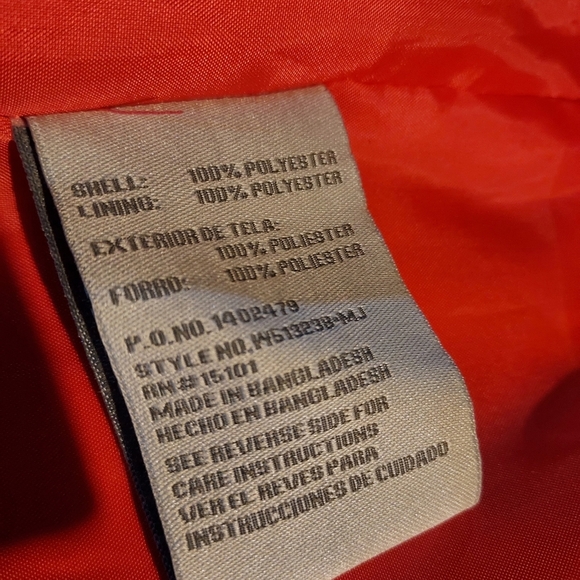 SHELL: 100% POLYESTER
LINING: 100% POLYESTER
EXTERIOR DE TELA:
100% POLIESTER
FORRO: 100% POLIESTER
P.O.NO. 1402479
STYLE NO. W51323B-MJ
RN# 15101
MADE IN BANGLADESH
HECHO EN BANGLADESH
SEE REVERSE SIDE FOR
CARE INSTRUCTIONS
VER EL REVES PARA
INSTRUCCIONES DE CUIDADO